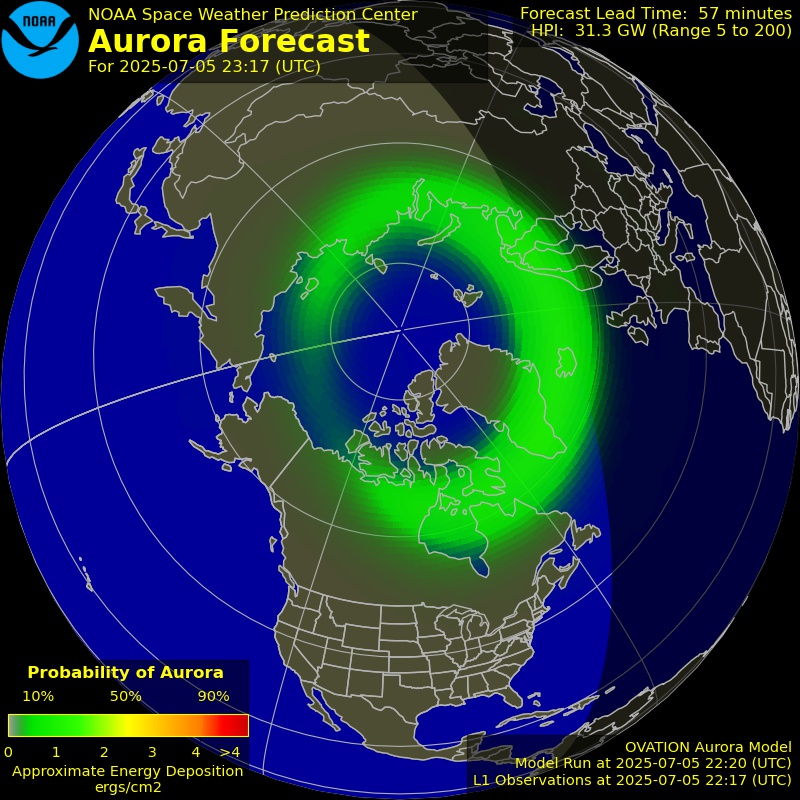 NOAA
NOAA Space Weather Prediction Center
Aurora Forecast
For 2025-07-05 23:17 (UTC)
Forecast Lead Time: 57 minutes
HPI: 31.3 GW (Range 5 to 200)
Probability of Aurora
10% 50% 90%
0 1 2 3 4 >4
Approximate Energy Deposition
ergs/cm2
OVATION Aurora Model
Model Run at 2025-07-05 22:20 (UTC)
L1 Observations at 2025-07-05 22:17 (UTC)